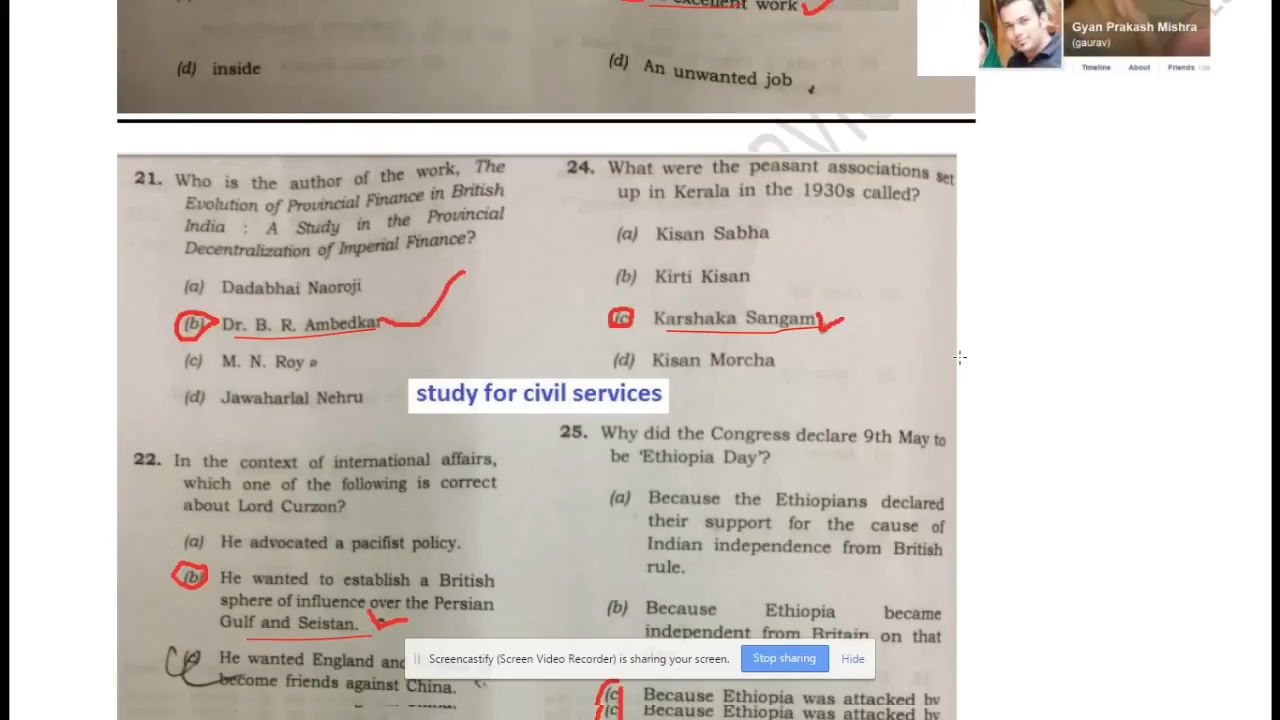 excellent work
(d) inside
(d) An unwanted job
Gyan Prakash Mishra
(gaurav)
Timeline About Friends
21. Who is the author of the work, The
Evolution of Provincial Finance in British
India : A Study in the Provincial
Decentralization of Imperial Finance?
(a) Dadabhai Naoroji
(b) Dr. B. R. Ambedkar
(c) M. N. Roy
(d) Jawaharlal Nehru
22. In the context of international affairs,
which one of the following is correct
about Lord Curzon?
(a) He advocated a pacifist policy.
(b) He wanted to establish a British
sphere of influence over the Persian
Gulf and Seistan.
He wanted England and
become friends against China.
24. What were the peasant associations set
up in Kerala in the 1930s called?
(a) Kisan Sabha
(b) Kirti Kisan
(c) Karshaka Sangam
(d) Kisan Morcha
study for civil services
25. Why did the Congress declare 9th May to
be 'Ethiopia Day'?
(a) Because the Ethiopians declared
their support for the cause of
Indian independence from British
rule.
(b) Because Ethiopia became
independent from Britain on that
(c) Because Ethiopia was attacked by
(c) Because Ethiopia was attacked by
Screencastify (Screen Video Recorder) is sharing your screen.
Stop sharing
Hide